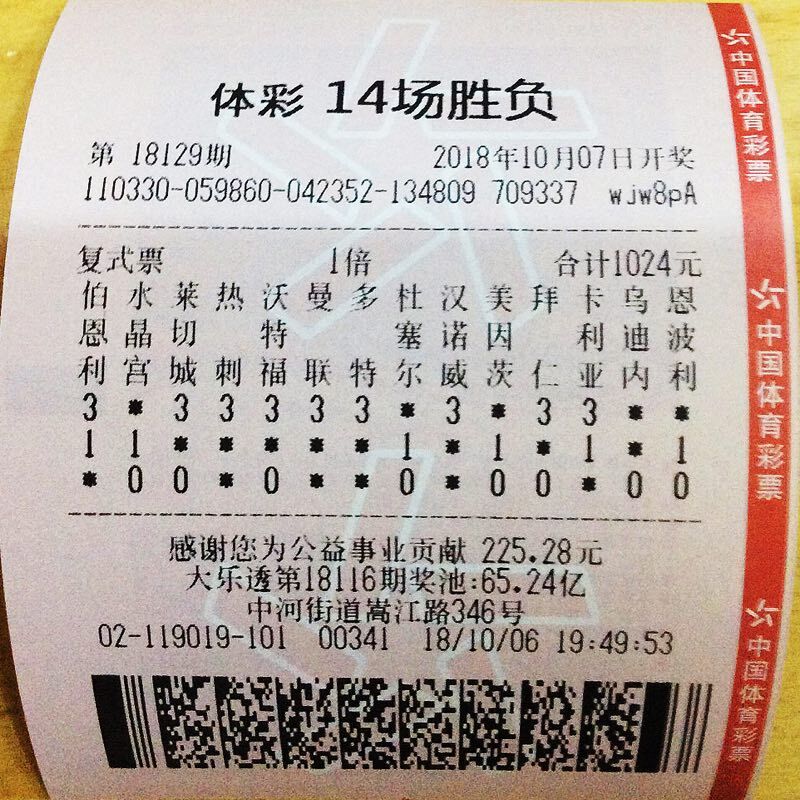 体彩 14场胜负
第 18129期 2018年10月07日开奖
110330-059860-042352-134809 709337 wjw8pA
复式票 1倍 合计1024元
伯恩利 水晶宫 莱切城 热刺 沃特福 曼联 多特 杜塞尔 汉诺威 美因茨 拜仁 卡利亚 乌迪内 恩波利
3 * 3 3 3 3 3 * 3 * 3 3 * *
1 1 * * * * * 1 * 1 * 1 * 1
* 0 0 * 0 * * 0 * 0 0 * 0 0
感谢您为公益事业贡献 225.28元
大乐透第18116期奖池:65.24亿
中河街道嵩江路346号
02-119019-101 00341 18/10/06 19:49:53
中国体育彩票
中国体育彩票
中国体育彩票